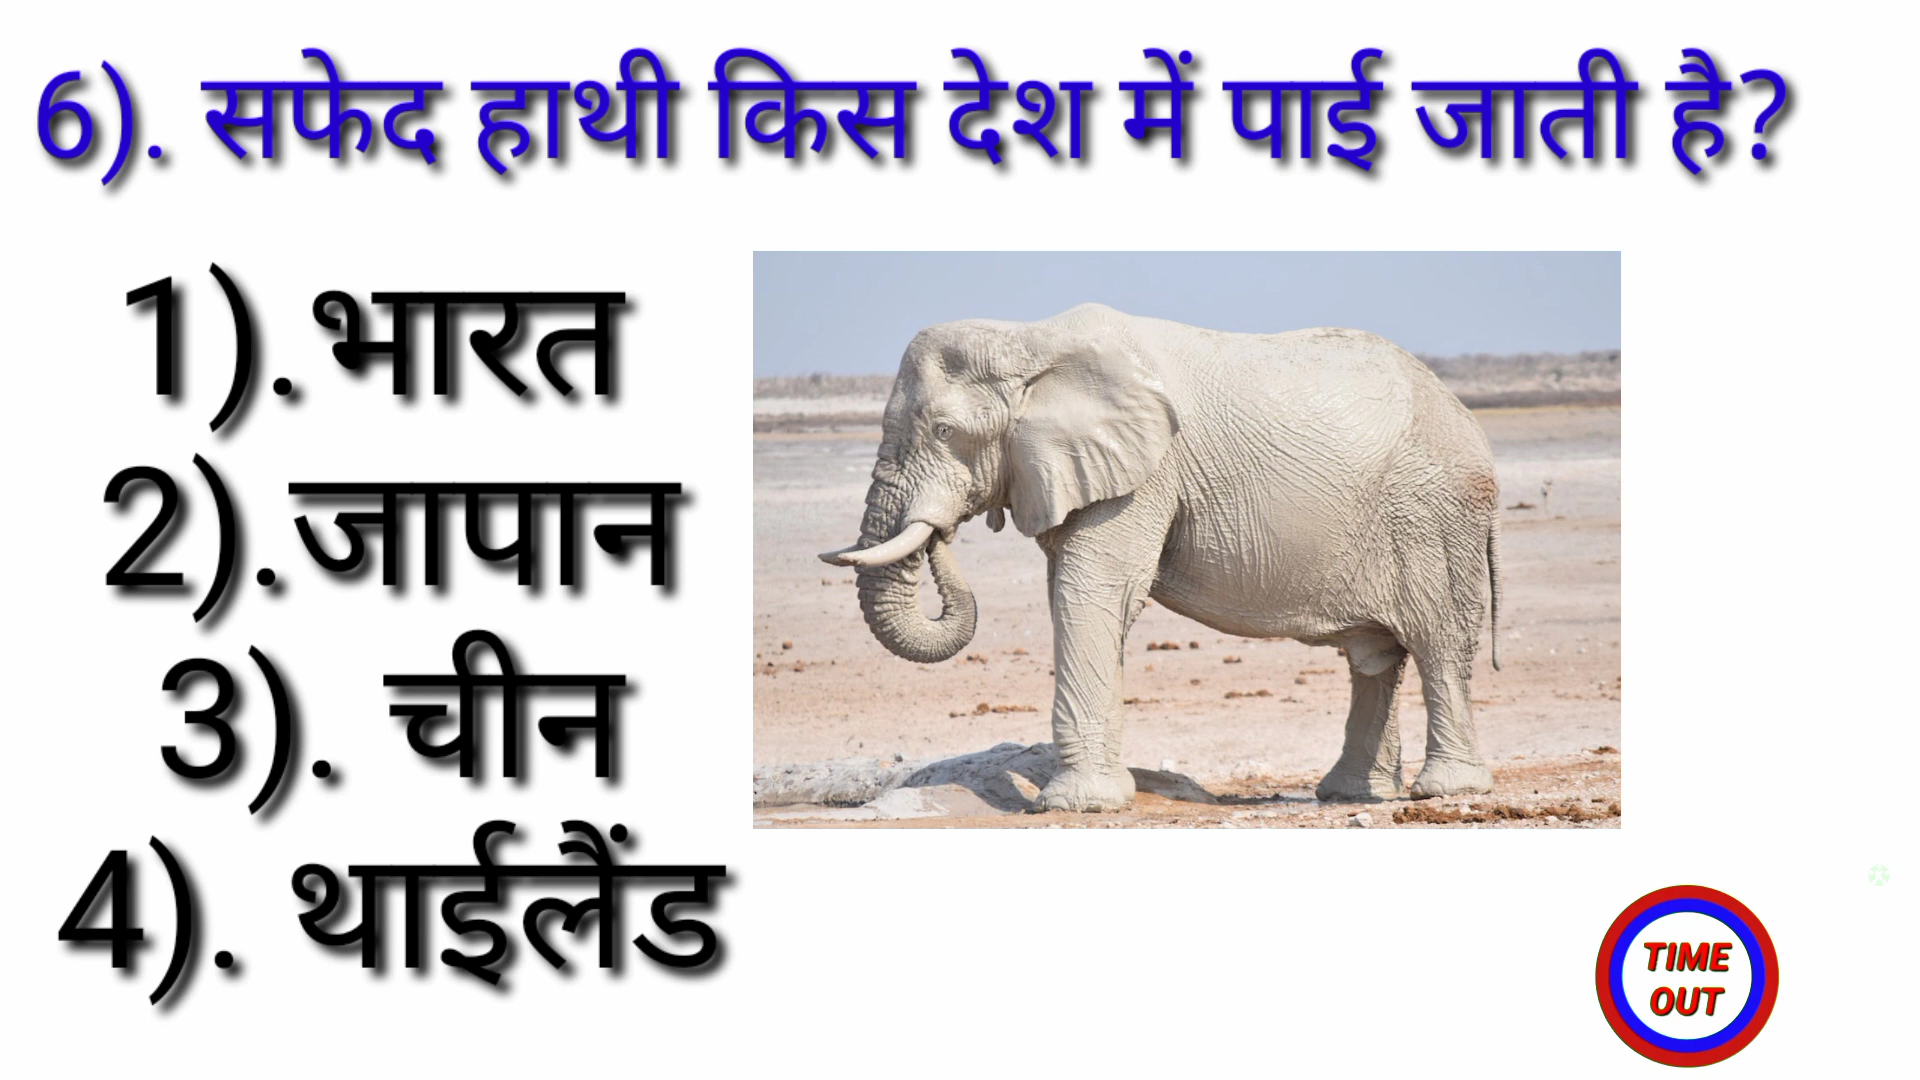 6). सफेद हाथी किस देश में पाई जाती है?
1).भारत
2).जापान
3). चीन
4). थाईलैंड
TIME
OUT